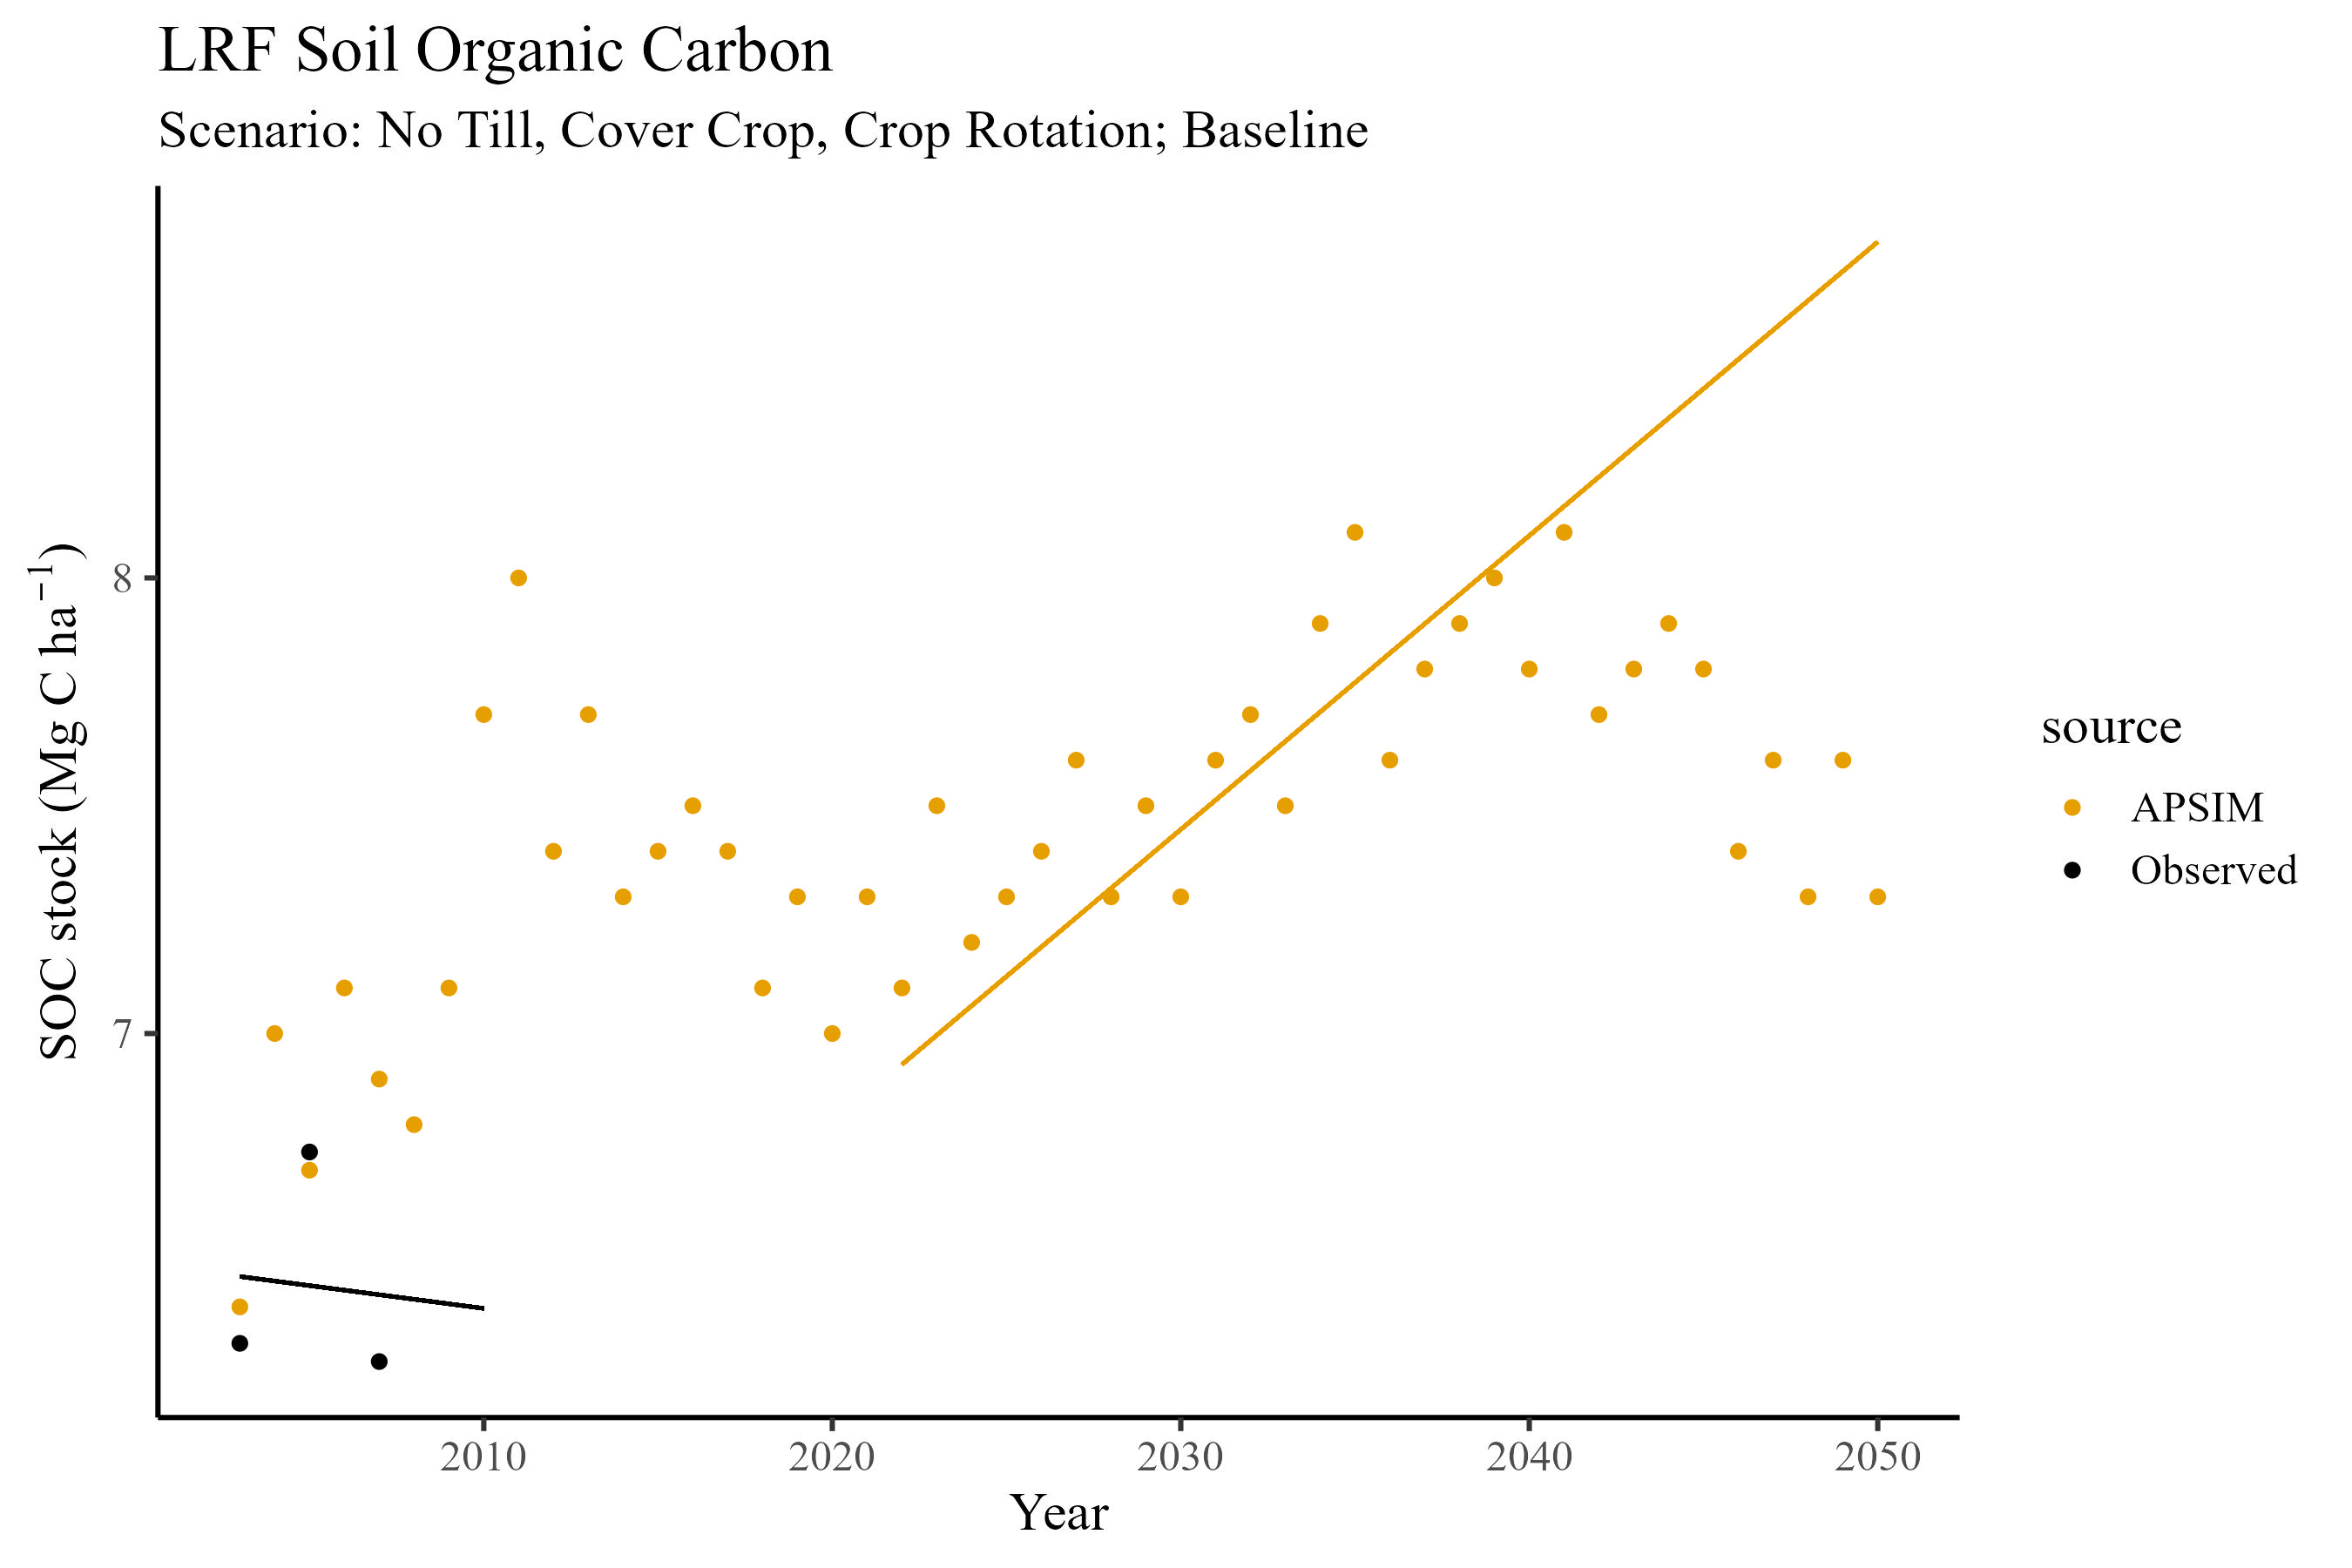 LRF Soil Organic Carbon
Scenario: No Till, Cover Crop, Crop Rotation; Baseline
SOC stock (Mg C ha⁻¹)
8
7
2010 2020 2030 2040 2050
Year
source
APSIM
Observed